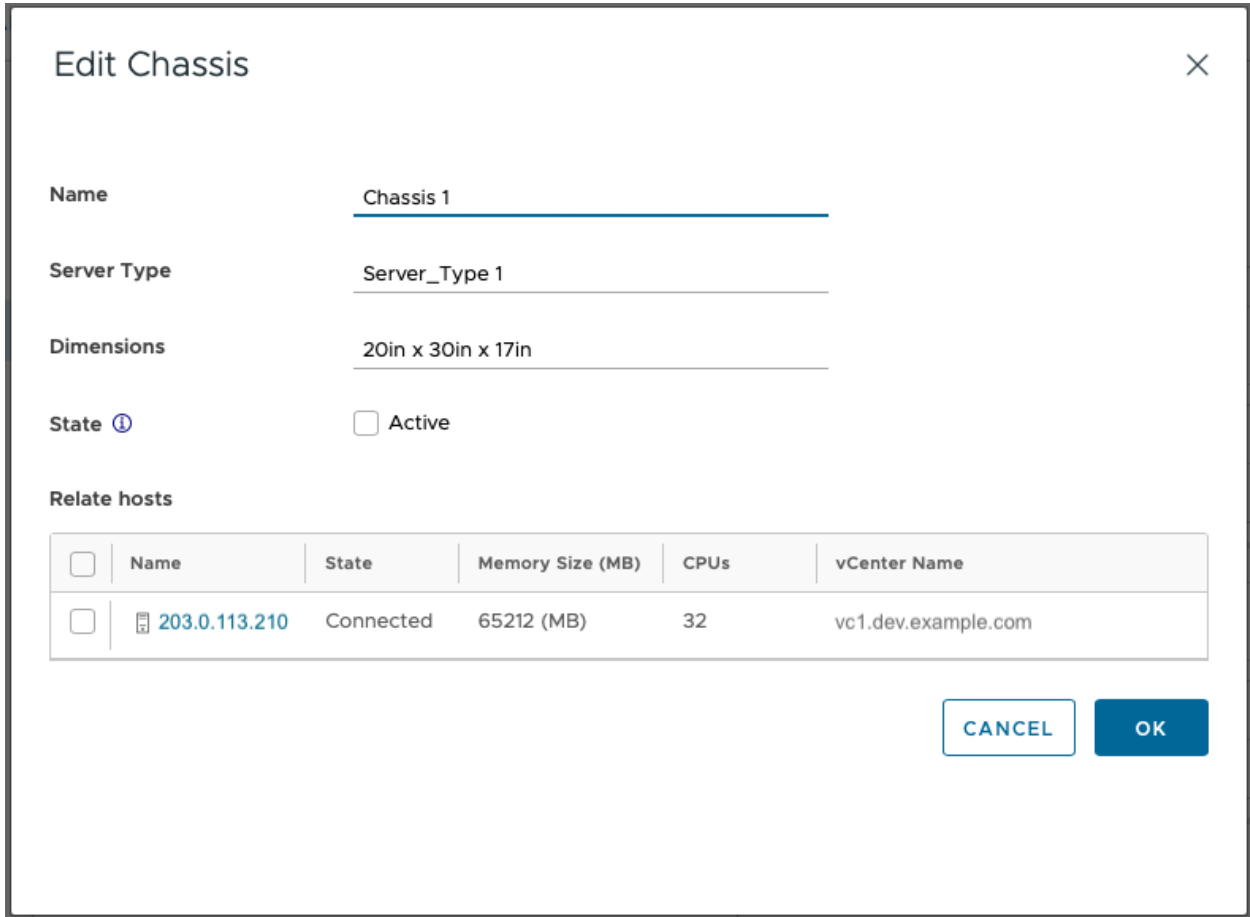 Edit Chassis
Name
Chassis 1
Server Type
Server_Type 1
Dimensions
20in x 30in x 17in
State
Active
Relate hosts
Name State Memory Size (MB) CPUs vCenter Name
203.0.113.210 Connected 65212 (MB) 32 vc1.dev.example.com
CANCEL OK